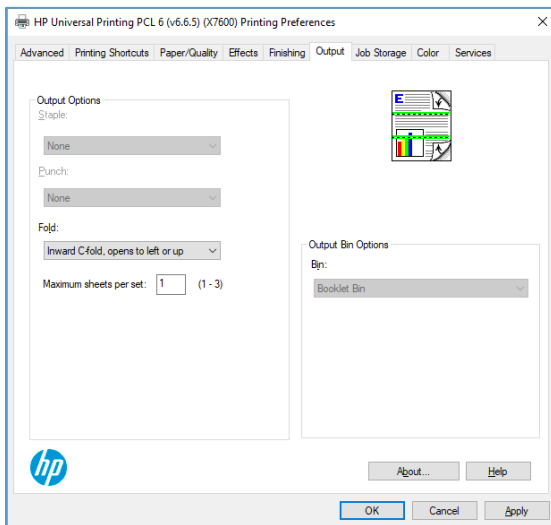 HP Universal Printing PCL 6 (v6.6.5) (X7600) Printing Preferences
Advanced Printing Shortcuts Paper/Quality Effects Finishing Output Job Storage Color Services
Output Options
Staple:
None
Punch:
None
Fold:
Inward C-fold, opens to left or up
Maximum sheets per set: 1 (1 - 3)
E
Output Bin Options
Bin:
Booklet Bin
hp
About... Help
OK Cancel Apply